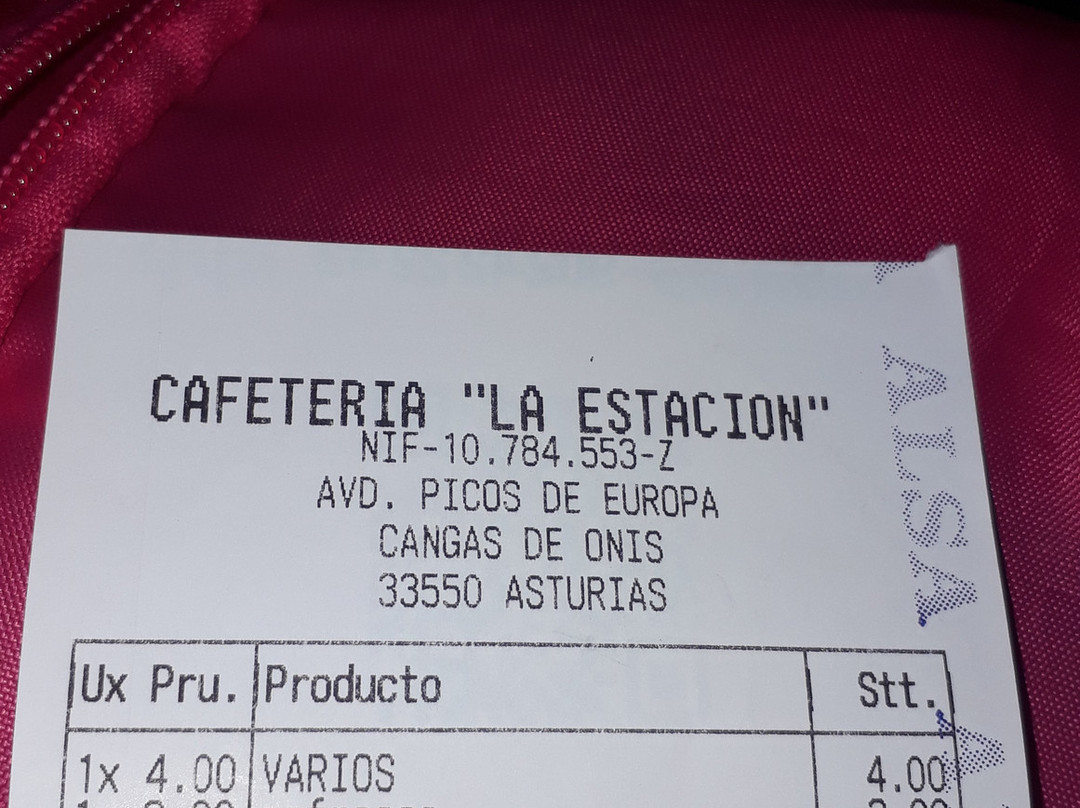 CAFETERIA "LA ESTACION"
NIF-10.784.553-Z
AVD. PICOS DE EUROPA
CANGAS DE ONIS
33550 ASTURIAS
Ux Pru. Producto Stt.
1x 4.00 VARIOS 4.00
ALSA
A